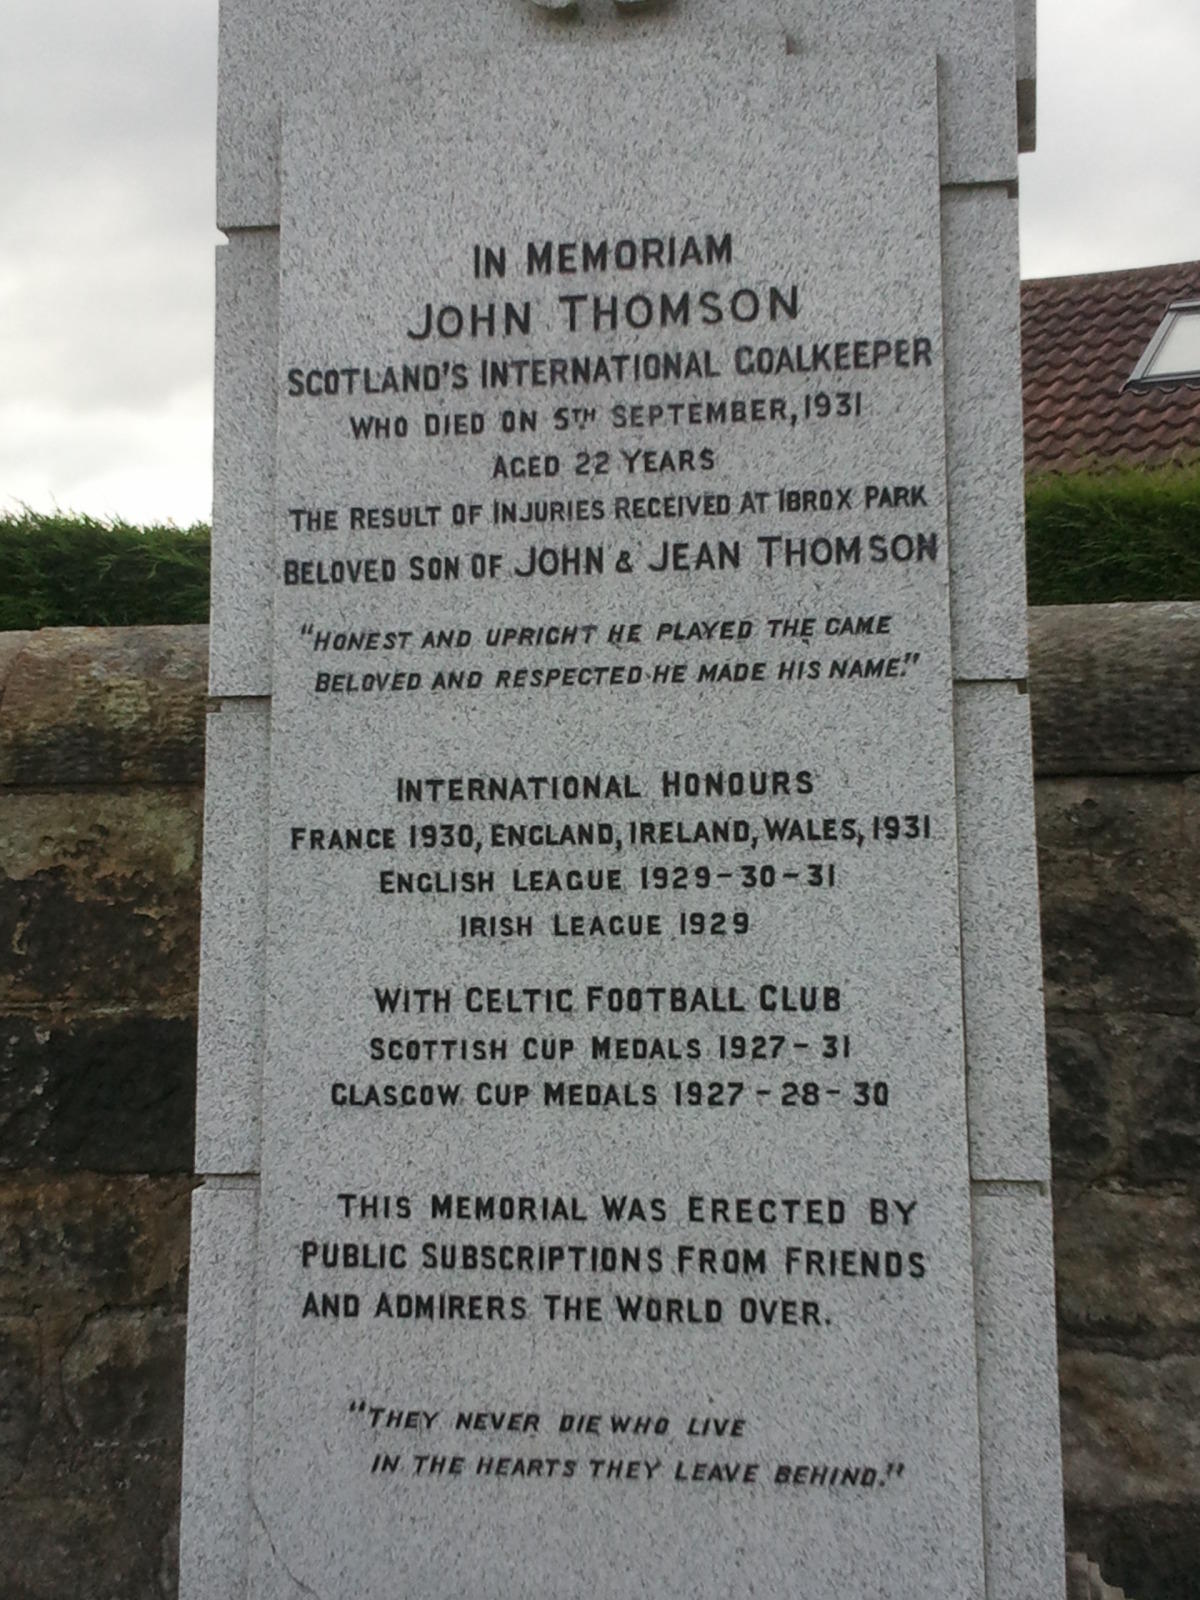 IN MEMORIAM
JOHN THOMSON
SCOTLAND'S INTERNATIONAL GOALKEEPER
WHO DIED ON 5TH SEPTEMBER, 1931
AGED 22 YEARS
THE RESULT OF INJURIES RECEIVED AT IBROX PARK
BELOVED SON OF JOHN & JEAN THOMSON
"HONEST AND UPRIGHT HE PLAYED THE GAME
BELOVED AND RESPECTED HE MADE HIS NAME."
INTERNATIONAL HONOURS
FRANCE 1930, ENGLAND, IRELAND, WALES, 1931
ENGLISH LEAGUE 1929-30-31
IRISH LEAGUE 1929
WITH CELTIC FOOTBALL CLUB
SCOTTISH CUP MEDALS 1927-31
GLASGOW CUP MEDALS 1927-28-30
THIS MEMORIAL WAS ERECTED BY
PUBLIC SUBSCRIPTIONS FROM FRIENDS
AND ADMIRERS THE WORLD OVER.
"THEY NEVER DIE WHO LIVE
IN THE HEARTS THEY LEAVE BEHIND."